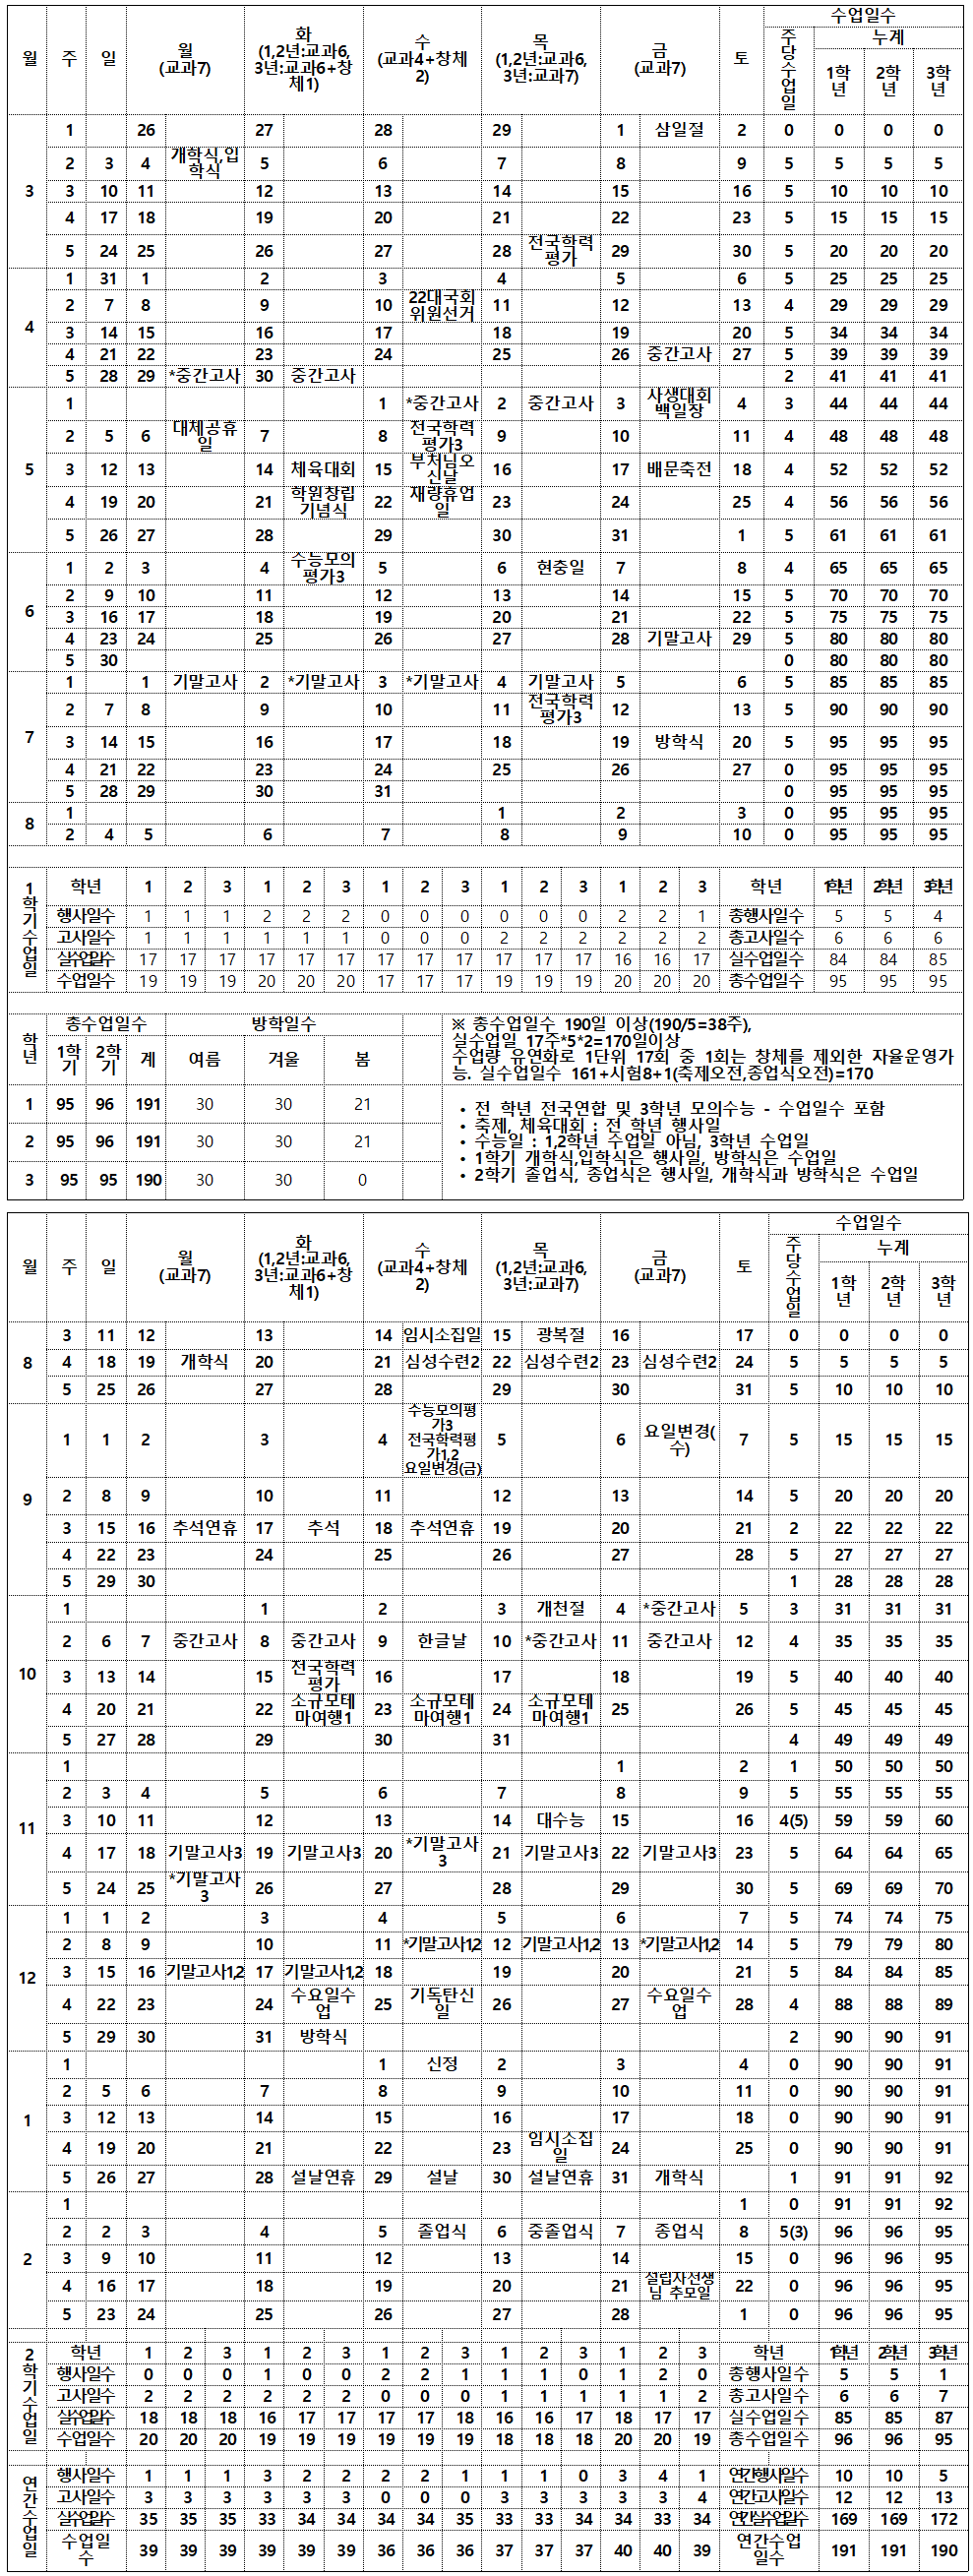 월 주 일 월 (교과7) 화 (1,2년:교과6, 3년:교과6+창체1) 수 (교과4+창체2) 목 (1,2년:교과6, 3년:교과7) 금 (교과7) 토 수업일수
주당수업일 누계
1학년 2학년 3학년
3 1 26 27 28 29 1 삼일절 2 0 0 0 0
2 3 4 개학식,입학식 5 6 7 8 9 5 5 5 5
3 10 11 12 13 14 15 16 5 10 10 10
4 17 18 19 20 21 22 23 5 15 15 15
5 24 25 26 27 28 전국학력평가 29 30 5 20 20 20
4 1 31 1 2 3 4 5 6 5 25 25 25
2 7 8 9 10 22대국회위원선거 11 12 13 4 29 29 29
3 14 15 16 17 18 19 20 5 34 34 34
4 21 22 23 24 25 26 중간고사 27 5 39 39 39
5 28 29 *중간고사 30 중간고사 2 41 41 41
5 1 1 *중간고사 2 중간고사 3 사생대회백일장 4 3 44 44 44
2 5 6 대체공휴일 7 8 전국학력평가3 9 10 11 4 48 48 48
3 12 13 14 체육대회 15 부처님오신날 16 17 배문축전 18 4 52 52 52
4 19 20 21 학원창립기념식 22 재량휴업일 23 24 25 4 56 56 56
5 26 27 28 29 30 31 1 5 61 61 61
6 1 2 3 4 수능모의평가3 5 6 현충일 7 8 4 65 65 65
2 9 10 11 12 13 14 15 5 70 70 70
3 16 17 18 19 20 21 22 5 75 75 75
4 23 24 25 26 27 28 기말고사 29 5 80 80 80
5 30 0 80 80 80
7 1 1 기말고사 2 *기말고사 3 *기말고사 4 기말고사 5 6 5 85 85 85
2 7 8 9 10 11 전국학력평가3 12 13 5 90 90 90
3 14 15 16 17 18 19 방학식 20 5 95 95 95
4 21 22 23 24 25 26 27 0 95 95 95
5 28 29 30 31 0 95 95 95
8 1 1 2 3 0 95 95 95
2 4 5 6 7 8 9 10 0 95 95 95
1학기수업일 학년 1 2 3 1 2 3 1 2 3 1 2 3 1 2 3 학년 1학년 2학년 3학년
행사일수 1 1 1 2 2 2 0 0 0 0 0 0 2 2 1 총행사일수 5 5 4
고사일수 1 1 1 1 1 1 0 0 0 2 2 2 2 2 2 총고사일수 6 6 6
실수업일수 17 17 17 17 17 17 17 17 17 17 17 17 16 16 17 실수업일수 84 84 85
수업일수 19 19 19 20 20 20 17 17 17 19 19 19 20 20 20 총수업일수 95 95 95
학년 총수업일수 방학일수
1학기 2학기 계 여름 겨울 봄
1 95 96 191 30 30 21
2 95 96 191 30 30 21
3 95 95 190 30 30 0
※ 총수업일수 190일 이상(190/5=38주),
실수업일 17주*5*2=170일이상
수업량 유연화로 1단위 17회 중 1회는 창체를 제외한 자율운영가
능. 실수업일수 161+시험8+1(축제오전,종업식오전)=170
• 전 학년 전국연합 및 3학년 모의수능 - 수업일수 포함
• 축제, 체육대회 : 전 학년 행사일
• 수능일 : 1,2학년 수업일 아님, 3학년 수업일
• 1학기 개학식,입학식은 행사일, 방학식은 수업일
• 2학기 졸업식, 종업식은 행사일, 개학식과 방학식은 수업일
월 주 일 월 (교과7) 화 (1,2년:교과6, 3년:교과6+창체1) 수 (교과4+창체2) 목 (1,2년:교과6, 3년:교과7) 금 (교과7) 토 수업일수
주당수업일 누계
1학년 2학년 3학년
8 3 11 12 13 14 임시소집일 15 광복절 16 17 0 0 0 0
4 18 19 개학식 20 21 심성수련2 22 심성수련2 23 심성수련2 24 5 5 5 5
5 25 26 27 28 29 30 31 5 10 10 10
9 1 1 2 3 4 수능모의평가3 전국학력평가1,2 요일변경(금) 5 6 요일변경(수) 7 5 15 15 15
2 8 9 10 11 12 13 14 5 20 20 20
3 15 16 추석연휴 17 추석 18 추석연휴 19 20 21 2 22 22 22
4 22 23 24 25 26 27 28 5 27 27 27
5 29 30 1 28 28 28
10 1 1 2 3 개천절 4 *중간고사 5 3 31 31 31
2 6 7 중간고사 8 중간고사 9 한글날 10 *중간고사 11 중간고사 12 4 35 35 35
3 13 14 15 전국학력평가 16 17 18 19 5 40 40 40
4 20 21 22 소규모테마여행1 23 소규모테마여행1 24 소규모테마여행1 25 26 5 45 45 45
5 27 28 29 30 31 4 49 49 49
11 1 1 2 1 50 50 50
2 3 4 5 6 7 8 9 5 55 55 55
3 10 11 12 13 14 대수능 15 16 4(5) 59 59 60
4 17 18 기말고사3 19 기말고사3 20 *기말고사3 21 기말고사3 22 기말고사3 23 5 64 64 65
5 24 25 *기말고사3 26 27 28 29 30 5 69 69 70
12 1 1 2 3 4 5 6 7 5 74 74 75
2 8 9 10 11 *기말고사1,2 12 기말고사1,2 13 *기말고사1,2 14 5 79 79 80
3 15 16 기말고사1,2 17 기말고사1,2 18 19 20 21 5 84 84 85
4 22 23 24 수요일수업 25 기독탄신일 26 27 수요일수업 28 4 88 88 89
5 29 30 31 방학식 2 90 90 91
1 1 1 신정 2 3 4 0 90 90 91
2 5 6 7 8 9 10 11 0 90 90 91
3 12 13 14 15 16 17 18 0 90 90 91
4 19 20 21 22 23 임시소집일 24 25 0 90 90 91
5 26 27 28 설날연휴 29 설날 30 설날연휴 31 개학식 1 91 91 92
2 1 1 0 91 91 92
2 2 3 4 5 졸업식 6 중졸업식 7 종업식 8 5(3) 96 96 95
3 9 10 11 12 13 14 15 0 96 96 95
4 16 17 18 19 20 21 설립자선생님 추모일 22 0 96 96 95
5 23 24 25 26 27 28 1 0 96 96 95
2학기수업일 학년 1 2 3 1 2 3 1 2 3 1 2 3 1 2 3 학년 1학년 2학년 3학년
행사일수 0 0 0 1 0 0 2 2 1 1 1 0 1 2 0 총행사일수 5 5 1
고사일수 2 2 2 2 2 2 0 0 0 1 1 1 1 1 2 총고사일수 6 6 7
실수업일수 18 18 18 16 17 17 17 17 18 16 16 17 18 17 17 실수업일수 85 85 87
수업일수 20 20 20 19 19 19 19 19 19 18 18 18 20 20 19 총수업일수 96 96 95
연간수업일 행사일수 1 1 1 3 2 2 2 2 1 1 1 0 3 4 1 연간행사일수 10 10 5
고사일수 3 3 3 3 3 3 0 0 0 3 3 3 3 3 4 연간고사일수 12 12 13
실수업일수 35 35 35 33 34 34 34 34 35 33 33 34 34 33 34 연간실수업일수 169 169 172
수업일수 39 39 39 39 39 39 36 36 36 37 37 37 40 40 39 연간수업일수 191 191 190